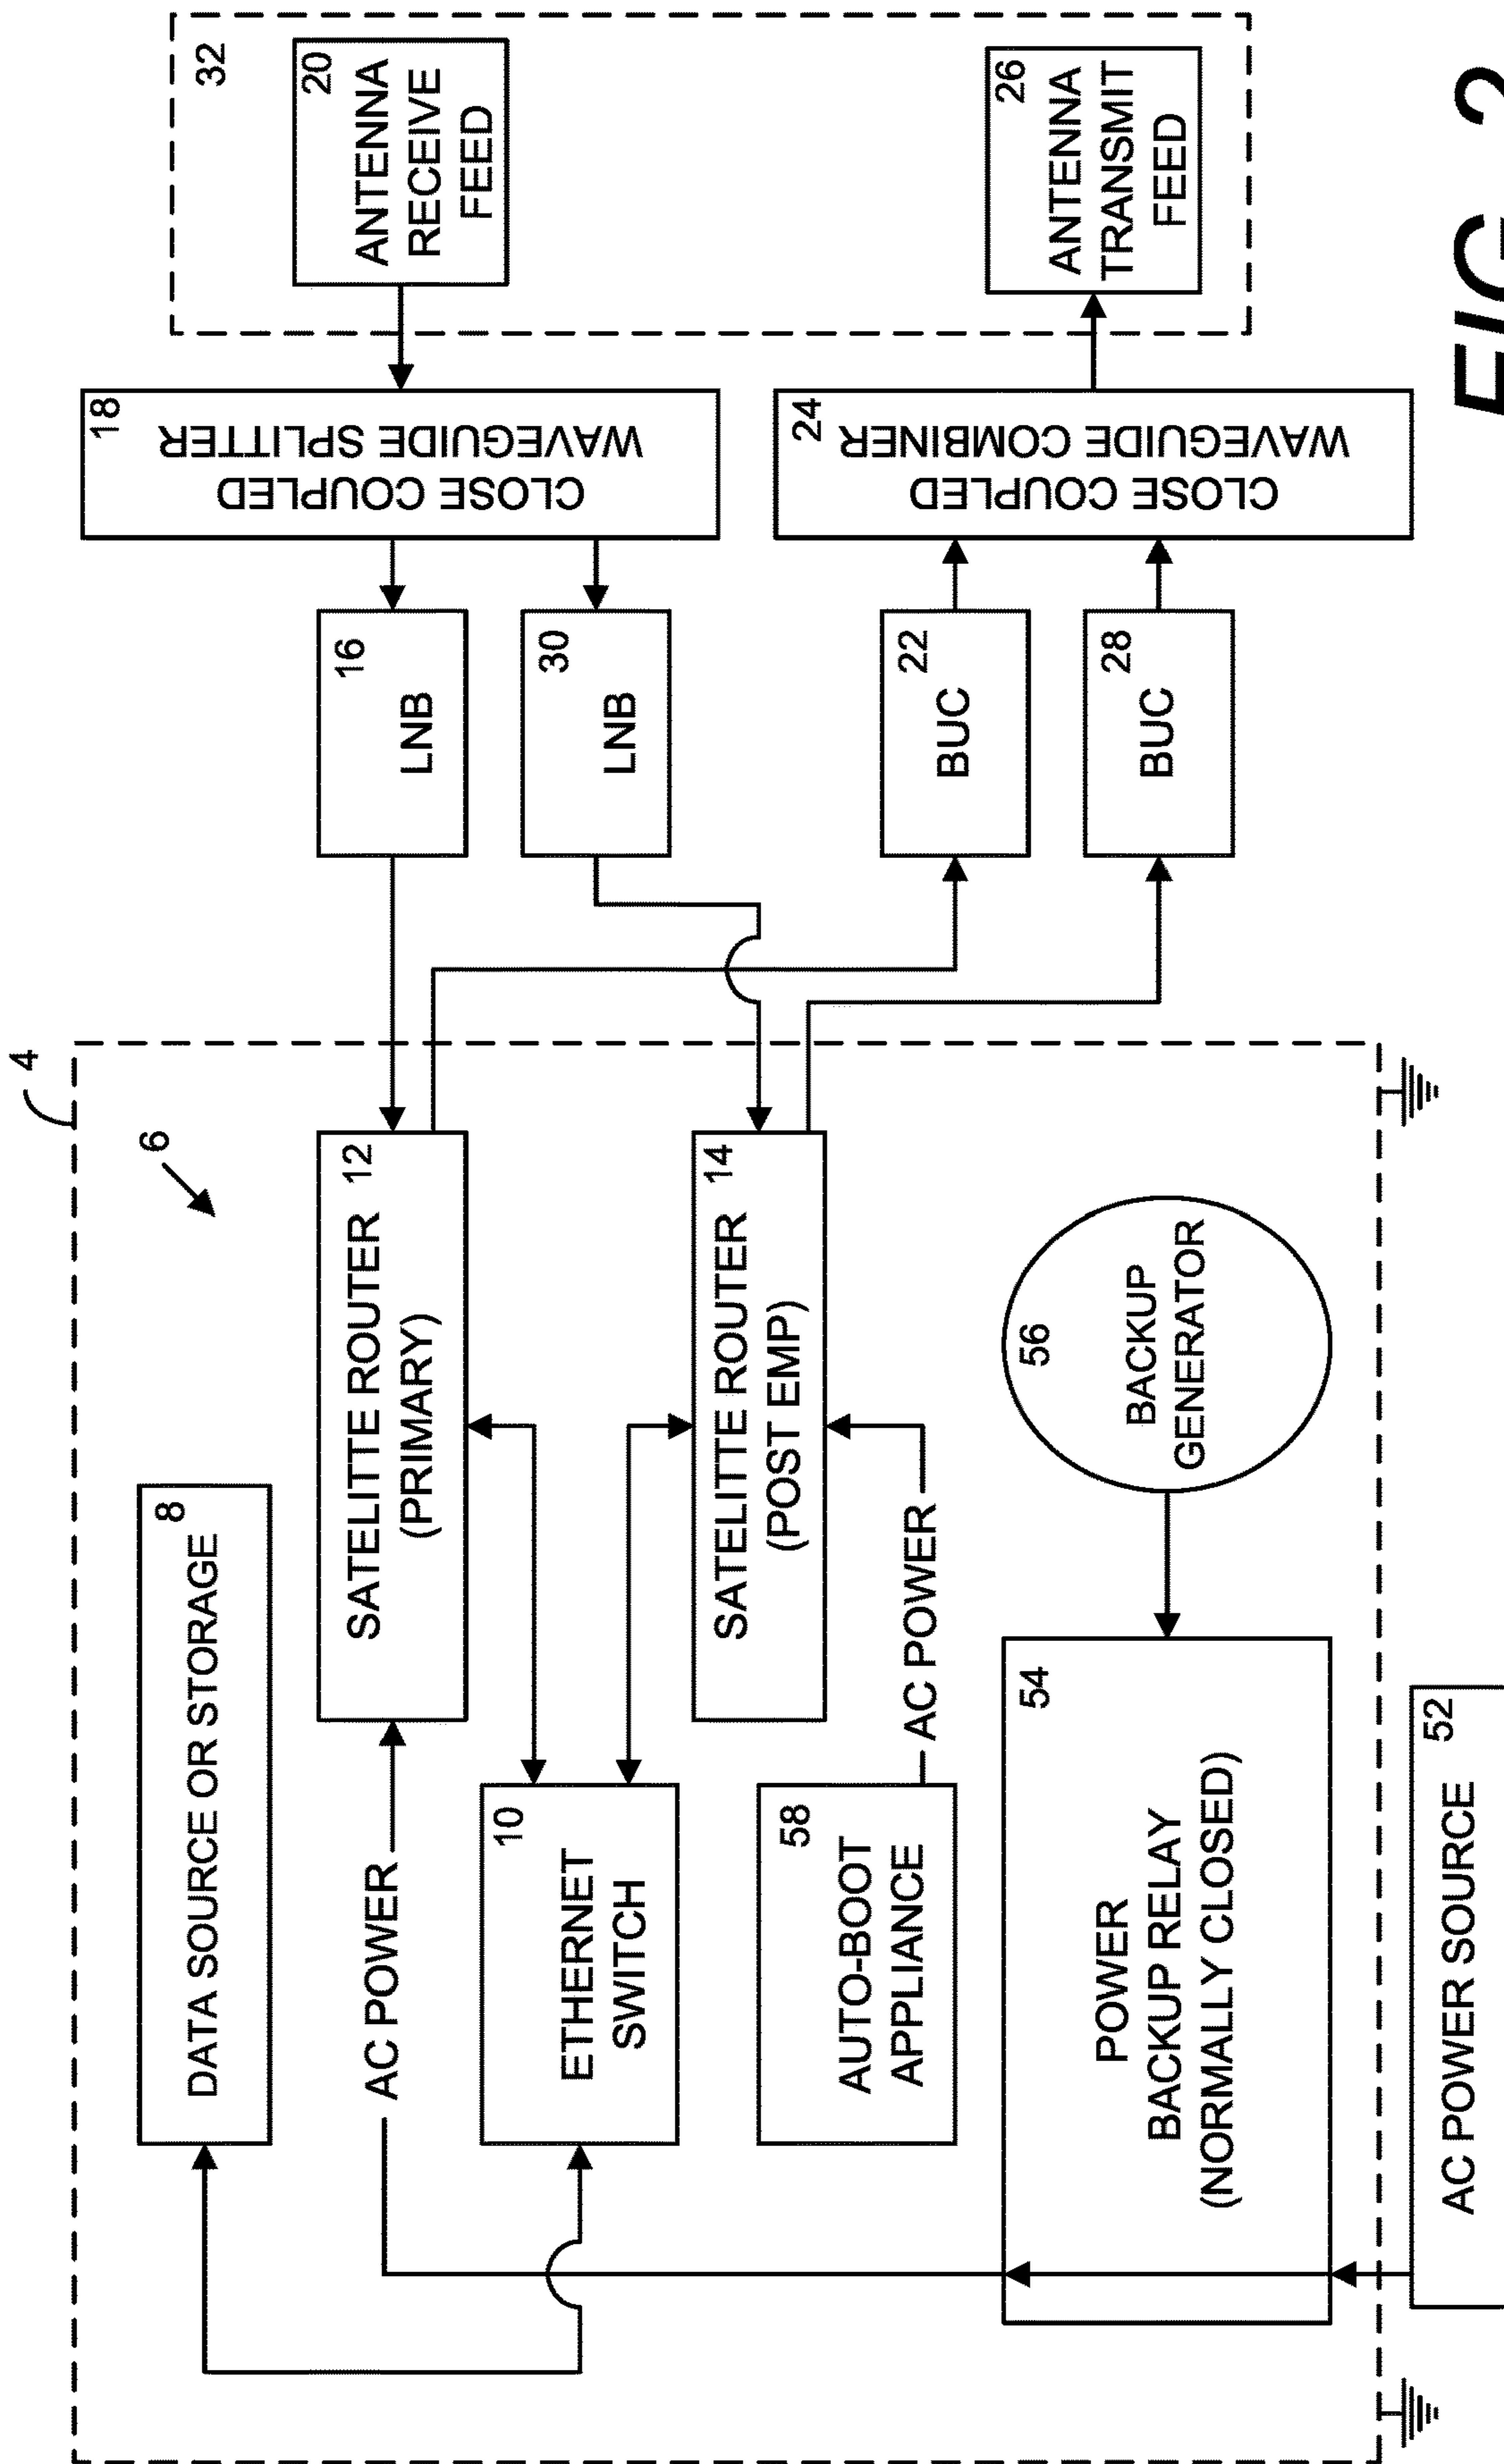 4
6
8
DATA SOURCE OR STORAGE
AC POWER
SATELITTE ROUTER
(PRIMARY)
12
10
ETHERNET
SWITCH
SATELITTE ROUTER
(POST EMP)
14
58
AUTO-BOOT
APPLIANCE
AC POWER
54
POWER
BACKUP RELAY
(NORMALLY CLOSED)
56
BACKUP
GENERATOR
52
AC POWER SOURCE
16
LNB
30
LNB
22
BUC
28
BUC
18
CLOSE COUPLED
WAVEGUIDE SPLITTER
24
CLOSE COUPLED
WAVEGUIDE COMBINER
32
20
ANTENNA
RECEIVE
FEED
26
ANTENNA
TRANSMIT
FEED
FIG. 2